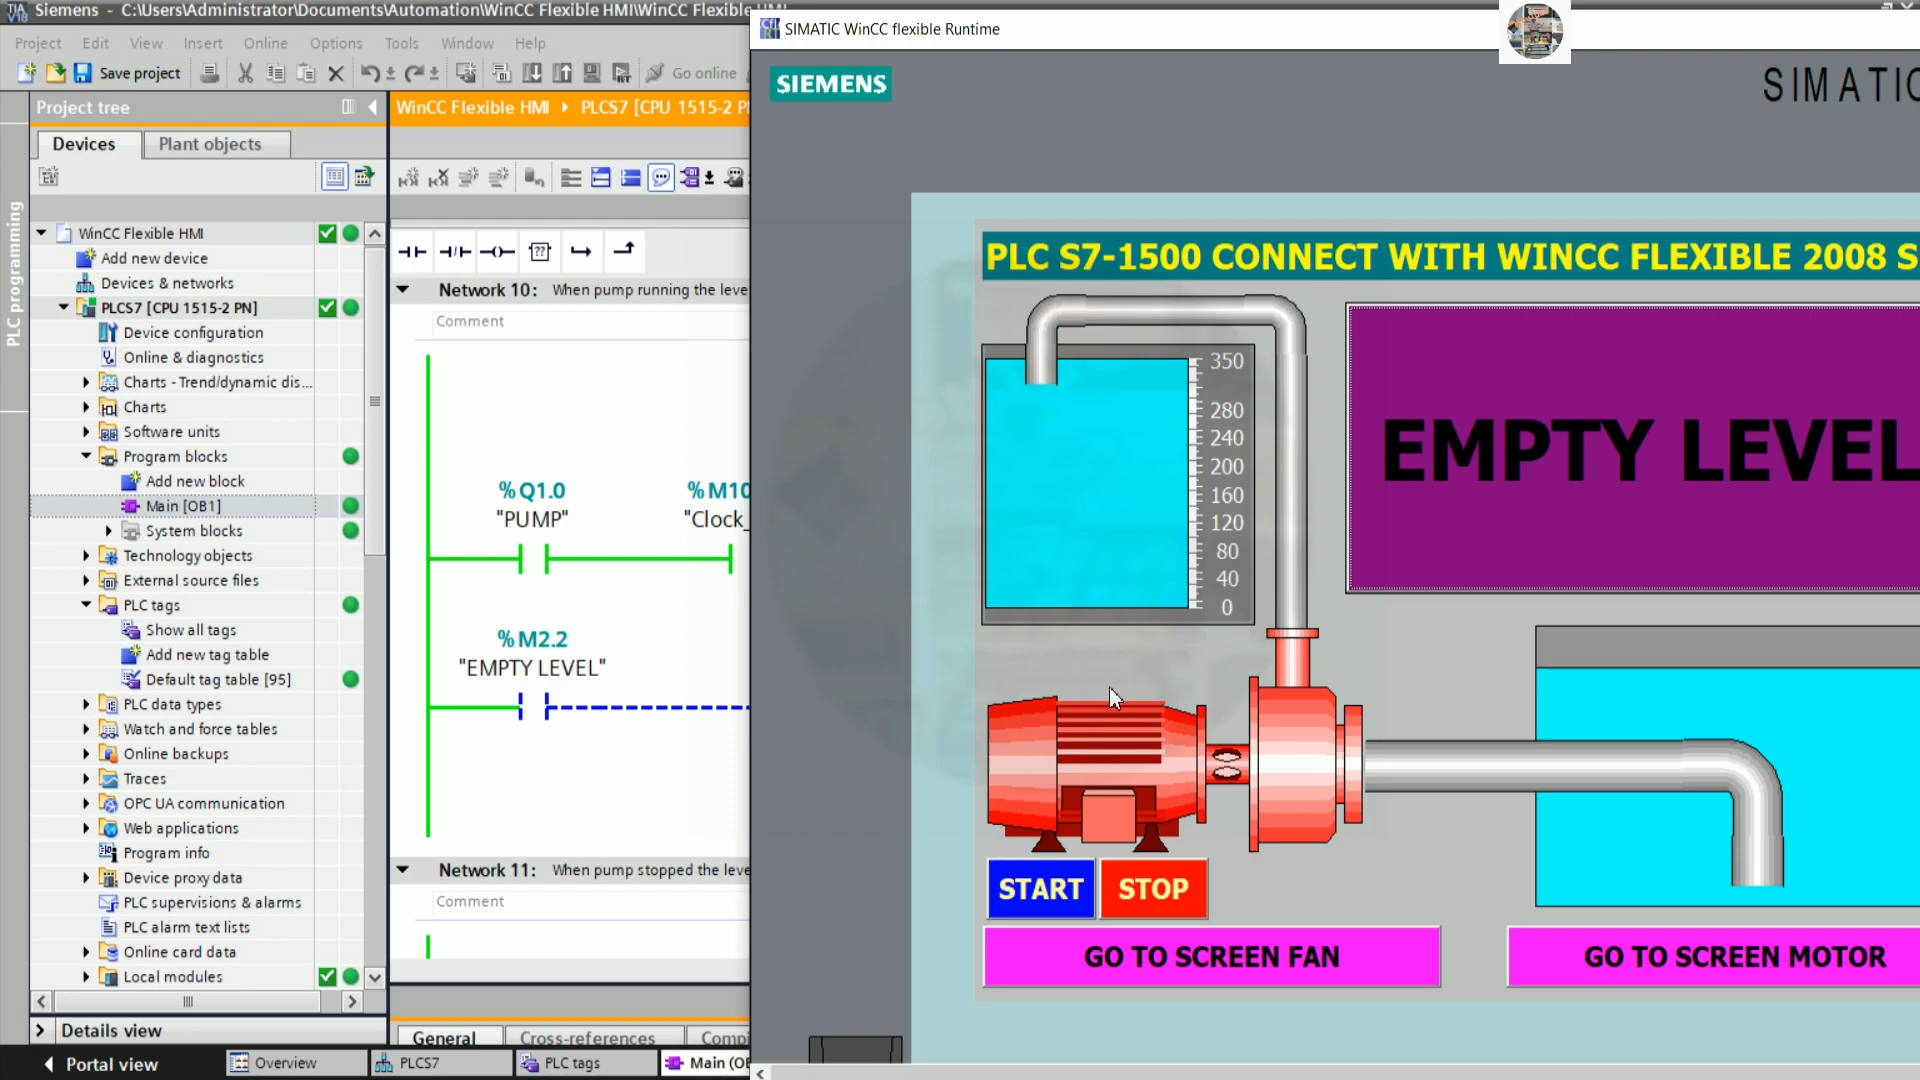 Siemens - C:\Users\Administrator\Documents\Automation\WinCC Flexible HMI\WinCC Flexible HMI
Project Edit View Insert Online Options Tools Window Help
Save project
Go online
SIMATIC WinCC flexible Runtime
SIEMENS
SIMATIC
PLC programming
Project tree
Devices
Plant objects
WinCC Flexible HMI
Add new device
Devices & networks
PLCS7 [CPU 1515-2 PN]
Device configuration
Online & diagnostics
Charts - Trend/dynamic dis...
Charts
Software units
Program blocks
Add new block
Main [OB1]
System blocks
Technology objects
External source files
PLC tags
Show all tags
Add new tag table
Default tag table [95]
PLC data types
Watch and force tables
Online backups
Traces
OPC UA communication
Web applications
Program info
Device proxy data
PLC supervisions & alarms
PLC alarm text lists
Online card data
Local modules
Details view
Portal view
Overview
PLCS7
PLC tags
Main (OB
WinCC Flexible HMI PLCS7 [CPU 1515-2 P
??
Network 10: When pump running the leve
Comment
%Q1.0
"PUMP"
%M10
"Clock_
%M2.2
"EMPTY LEVEL"
Network 11: When pump stopped the leve
Comment
General
Cross-references
Compi
PLC S7-1500 CONNECT WITH WINCC FLEXIBLE 2008 S
350
280
240
200
160
120
80
40
0
EMPTY LEVEL
START
STOP
GO TO SCREEN FAN
GO TO SCREEN MOTOR